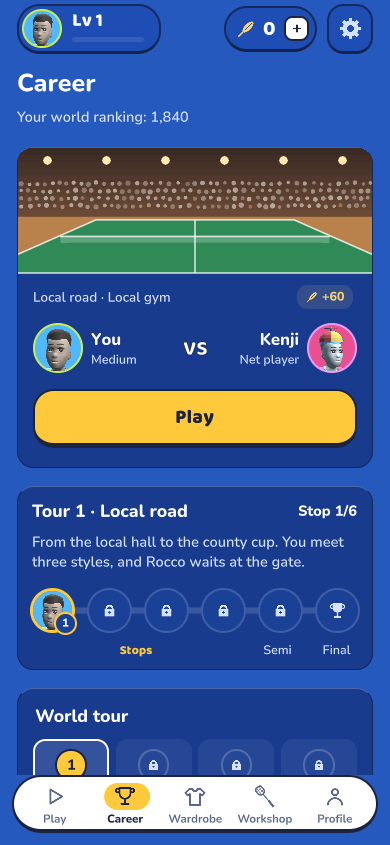 Lv 1
0
+
Career
Your world ranking: 1,840
Local road · Local gym
+60
You
Medium
VS
Kenji
Net player
Play
Tour 1 · Local road
Stop 1/6
From the local hall to the county cup. You meet
three styles, and Rocco waits at the gate.
1
Stops
Semi
Final
World tour
1
Play
Career
Wardrobe
Workshop
Profile